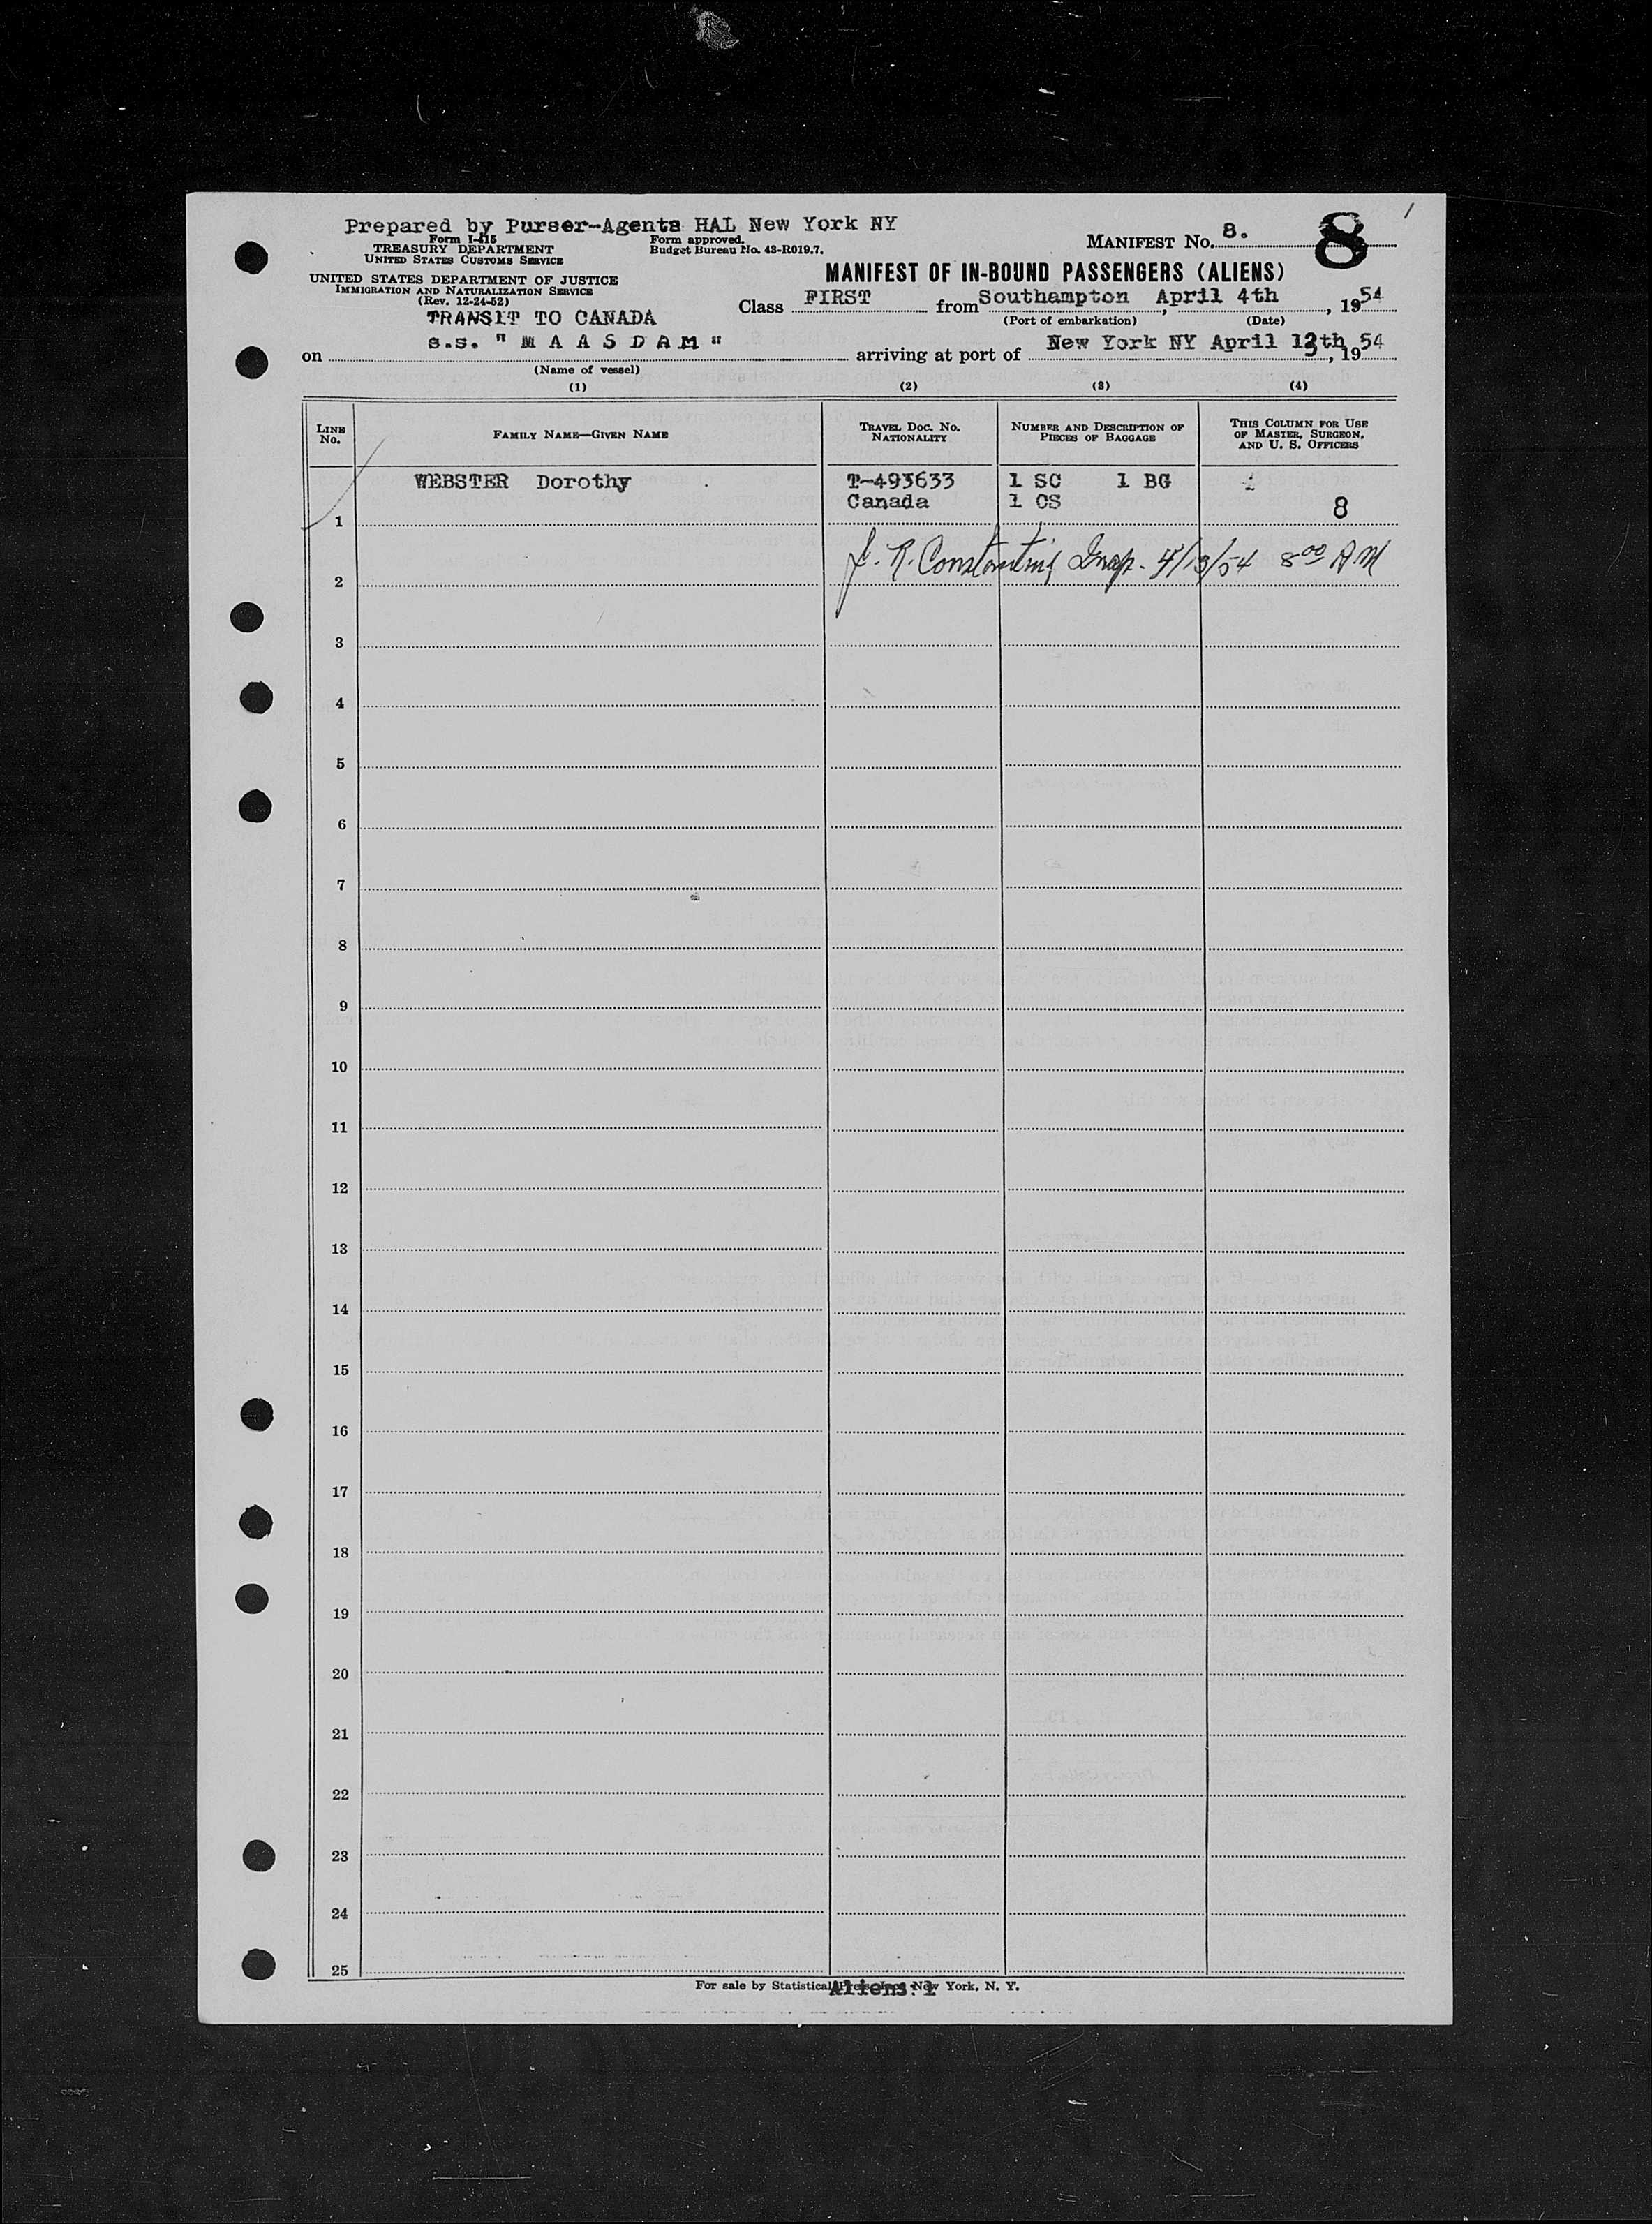 Prepared by Purser-Agents HAL New York NY
Form I-415
TREASURY DEPARTMENT
UNITED STATES CUSTOMS SERVICE
Form approved.
Budget Bureau No. 43-R019.7.
MANIFEST No. 8.
8
UNITED STATES DEPARTMENT OF JUSTICE
IMMIGRATION AND NATURALIZATION SERVICE
(Rev. 12-24-52)
MANIFEST OF IN-BOUND PASSENGERS (ALIENS)
Class FIRST from Southampton, April 4th, 1954
(Port of embarkation) (Date)
TRANSIT TO CANADA
on s.s. " M A A S D A M " arriving at port of New York NY April 13th, 1954
(Name of vessel)
(1) (2) (3) (4)
LINE No.
FAMILY NAME—GIVEN NAME
TRAVEL DOC. NO. NATIONALITY
NUMBER AND DESCRIPTION OF PIECES OF BAGGAGE
THIS COLUMN FOR USE OF MASTER, SURGEON, AND U. S. OFFICERS
WEBSTER Dorothy T-493633 1 SC 1 BG 1
Canada 1 CS 8
1
J. R. Insp. 4/13/54 8 00 AM
2
3
4
5
6
7
8
9
10
11
12
13
14
15
16
17
18
19
20
21
22
23
24
25
For sale by Statistical Press, Inc., New York, N. Y.
Aliens: 1